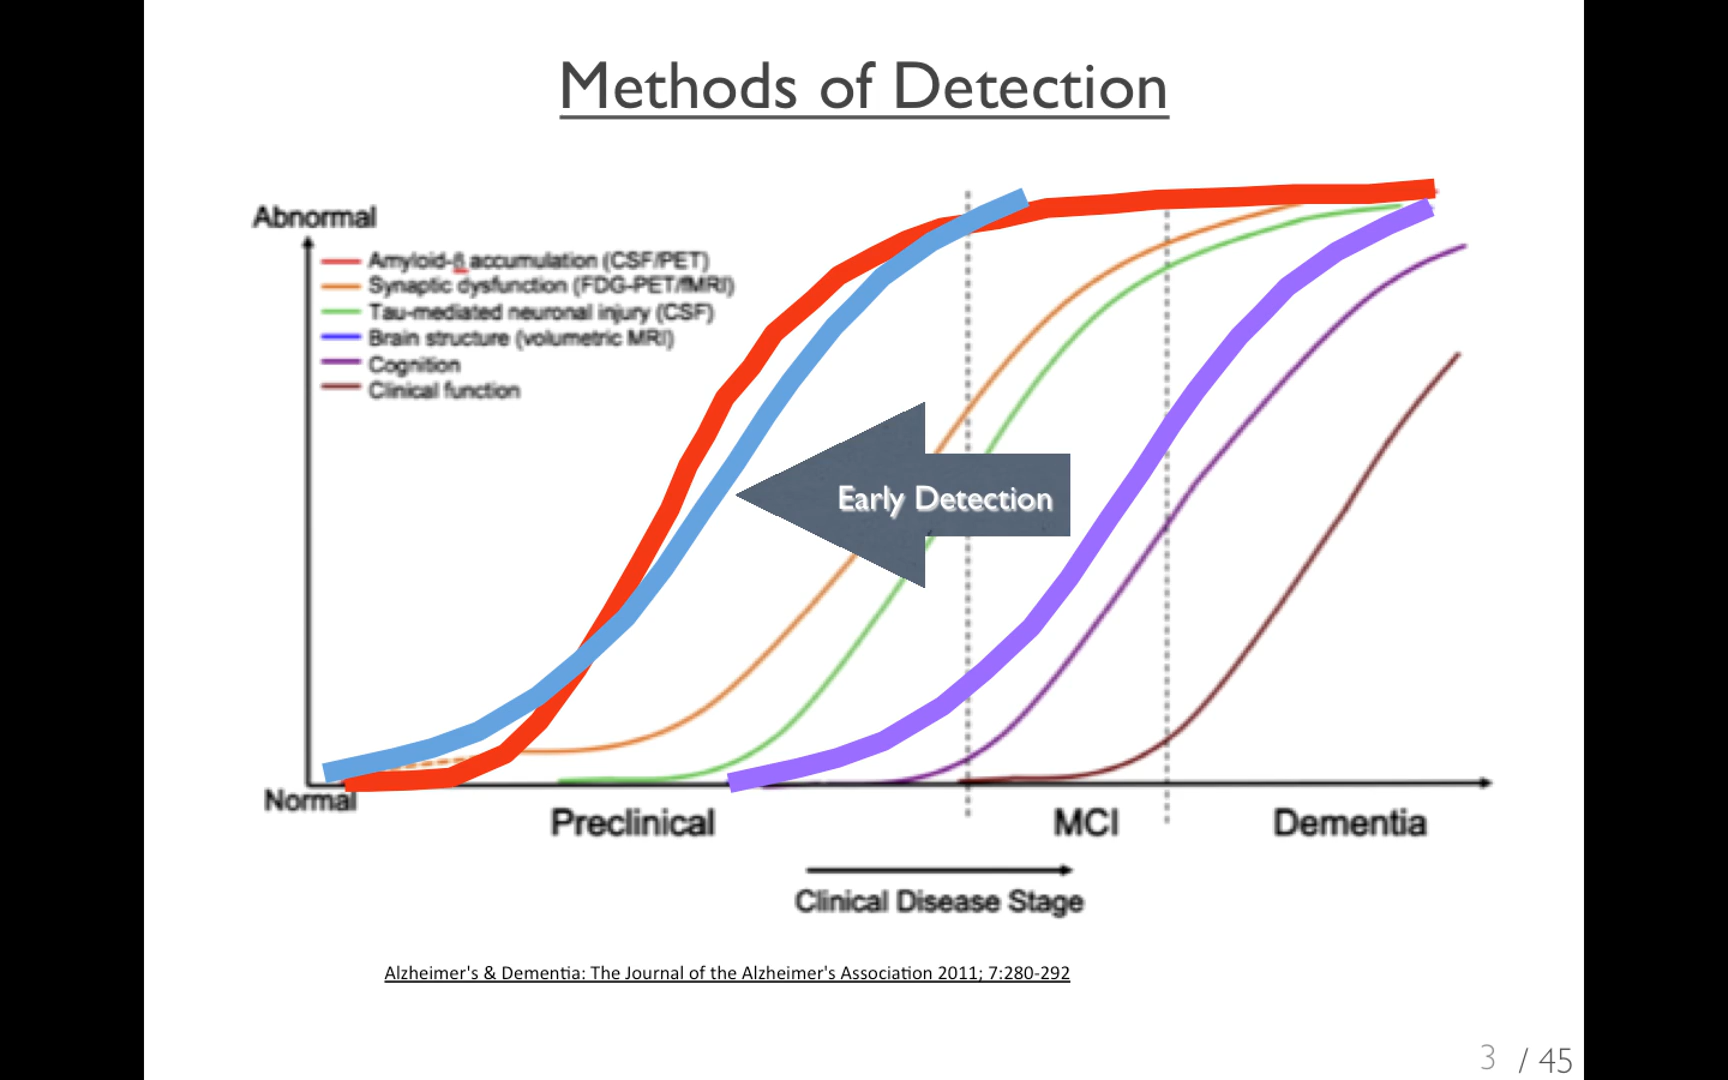 Methods of Detection
Abnormal
Amyloid-β accumulation (CSF/PET)
Synaptic dysfunction (FDG-PET/fMRI)
Tau-mediated neuronal injury (CSF)
Brain structure (volumetric MRI)
Cognition
Clinical function
Early Detection
Normal
Preclinical
MCI
Dementia
Clinical Disease Stage
Alzheimer's & Dementia: The Journal of the Alzheimer's Association 2011; 7:280-292
3 / 45